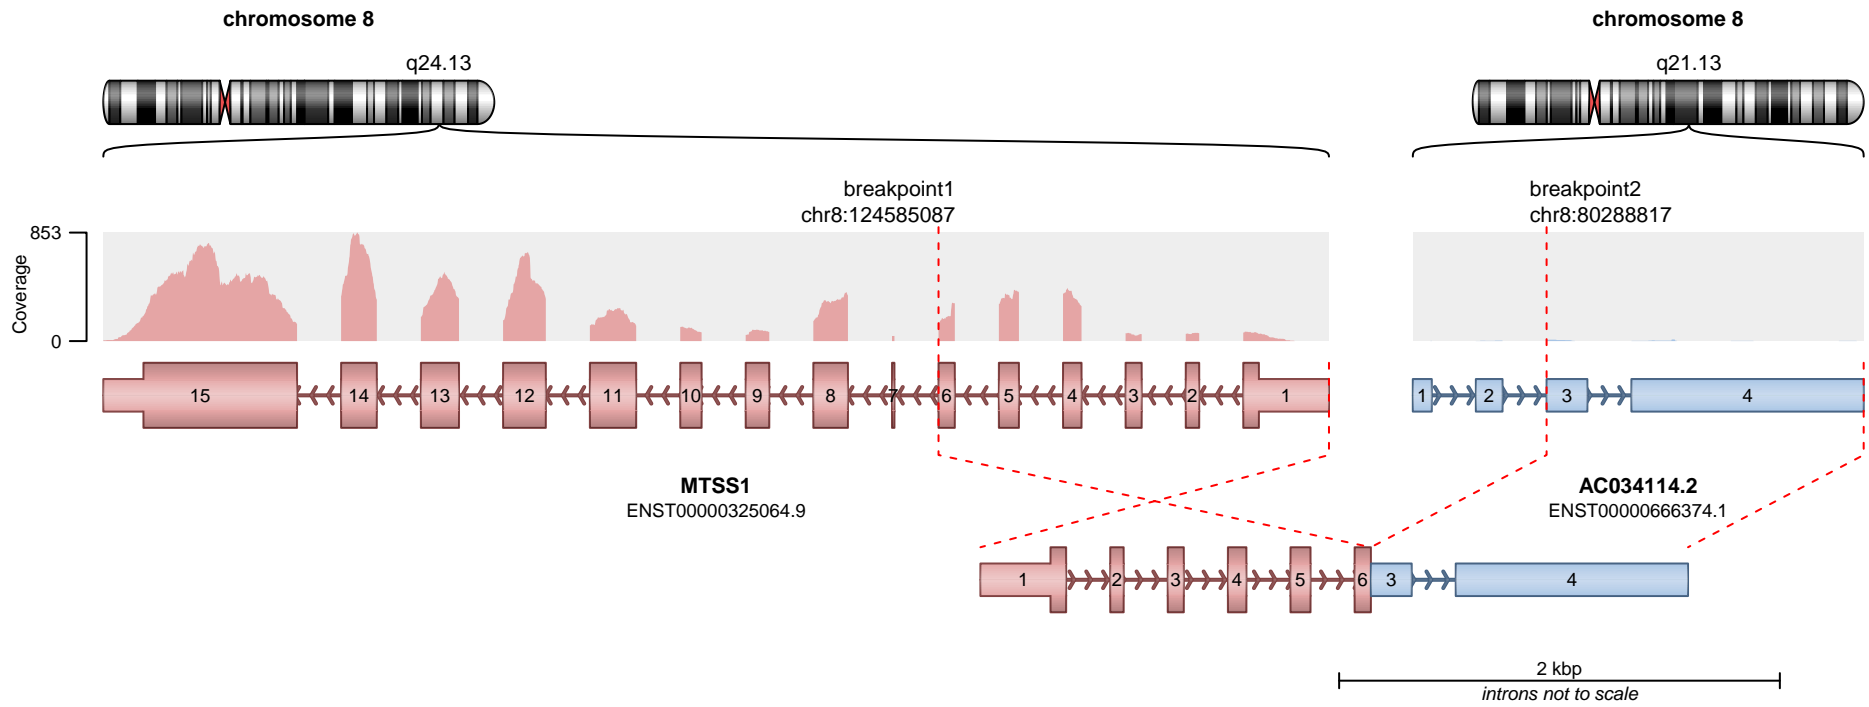 chromosome 8
chromosome 8
q24.13
q21.13
breakpoint1
chr8:124585087
breakpoint2
chr8:80288817
853
0
Coverage
15 14 13 12 11 10 9 8 7 6 5 4 3 2 1
1 2 3 4
MTSS1
ENST00000325064.9
AC034114.2
ENST00000666374.1
1 2 3 4 5 6 3 4
2 kbp
introns not to scale